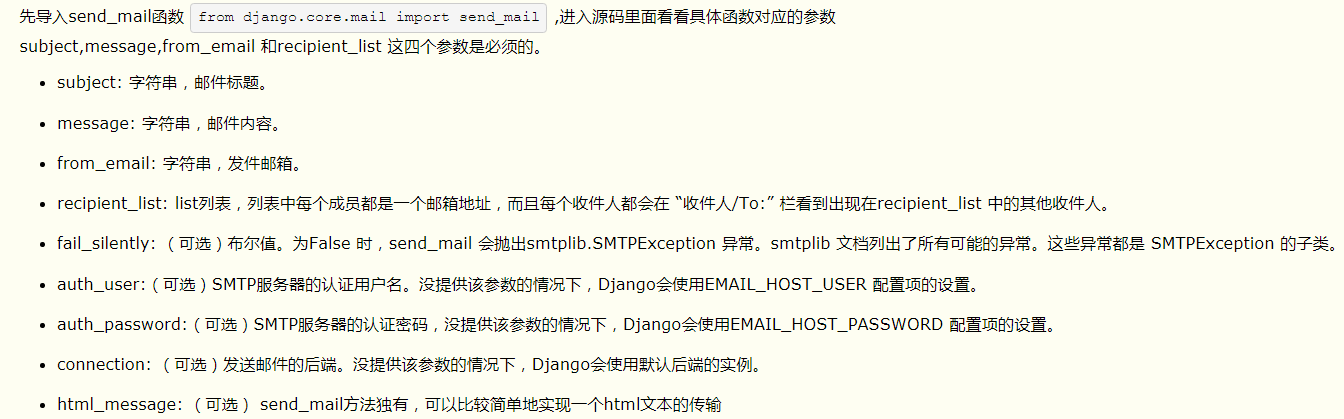 先导入send_mail函数 from django.core.mail import send_mail ,进入源码里面看看具体函数对应的参数
subject,message,from_email 和recipient_list 这四个参数是必须的。
• subject: 字符串，邮件标题。
• message: 字符串，邮件内容。
• from_email: 字符串，发件邮箱。
• recipient_list: list列表，列表中每个成员都是一个邮箱地址，而且每个收件人都会在 “收件人/To:” 栏看到出现在recipient_list 中的其他收件人。
• fail_silently: （可选）布尔值。为False 时，send_mail 会抛出smtplib.SMTPException 异常。smtplib 文档列出了所有可能的异常。这些异常都是 SMTPException 的子类。
• auth_user:（可选）SMTP服务器的认证用户名。没提供该参数的情况下，Django会使用EMAIL_HOST_USER 配置项的设置。
• auth_password:（可选）SMTP服务器的认证密码，没提供该参数的情况下，Django会使用EMAIL_HOST_PASSWORD 配置项的设置。
• connection: （可选）发送邮件的后端。没提供该参数的情况下，Django会使用默认后端的实例。
• html_message: （可选） send_mail方法独有，可以比较简单地实现一个html文本的传输